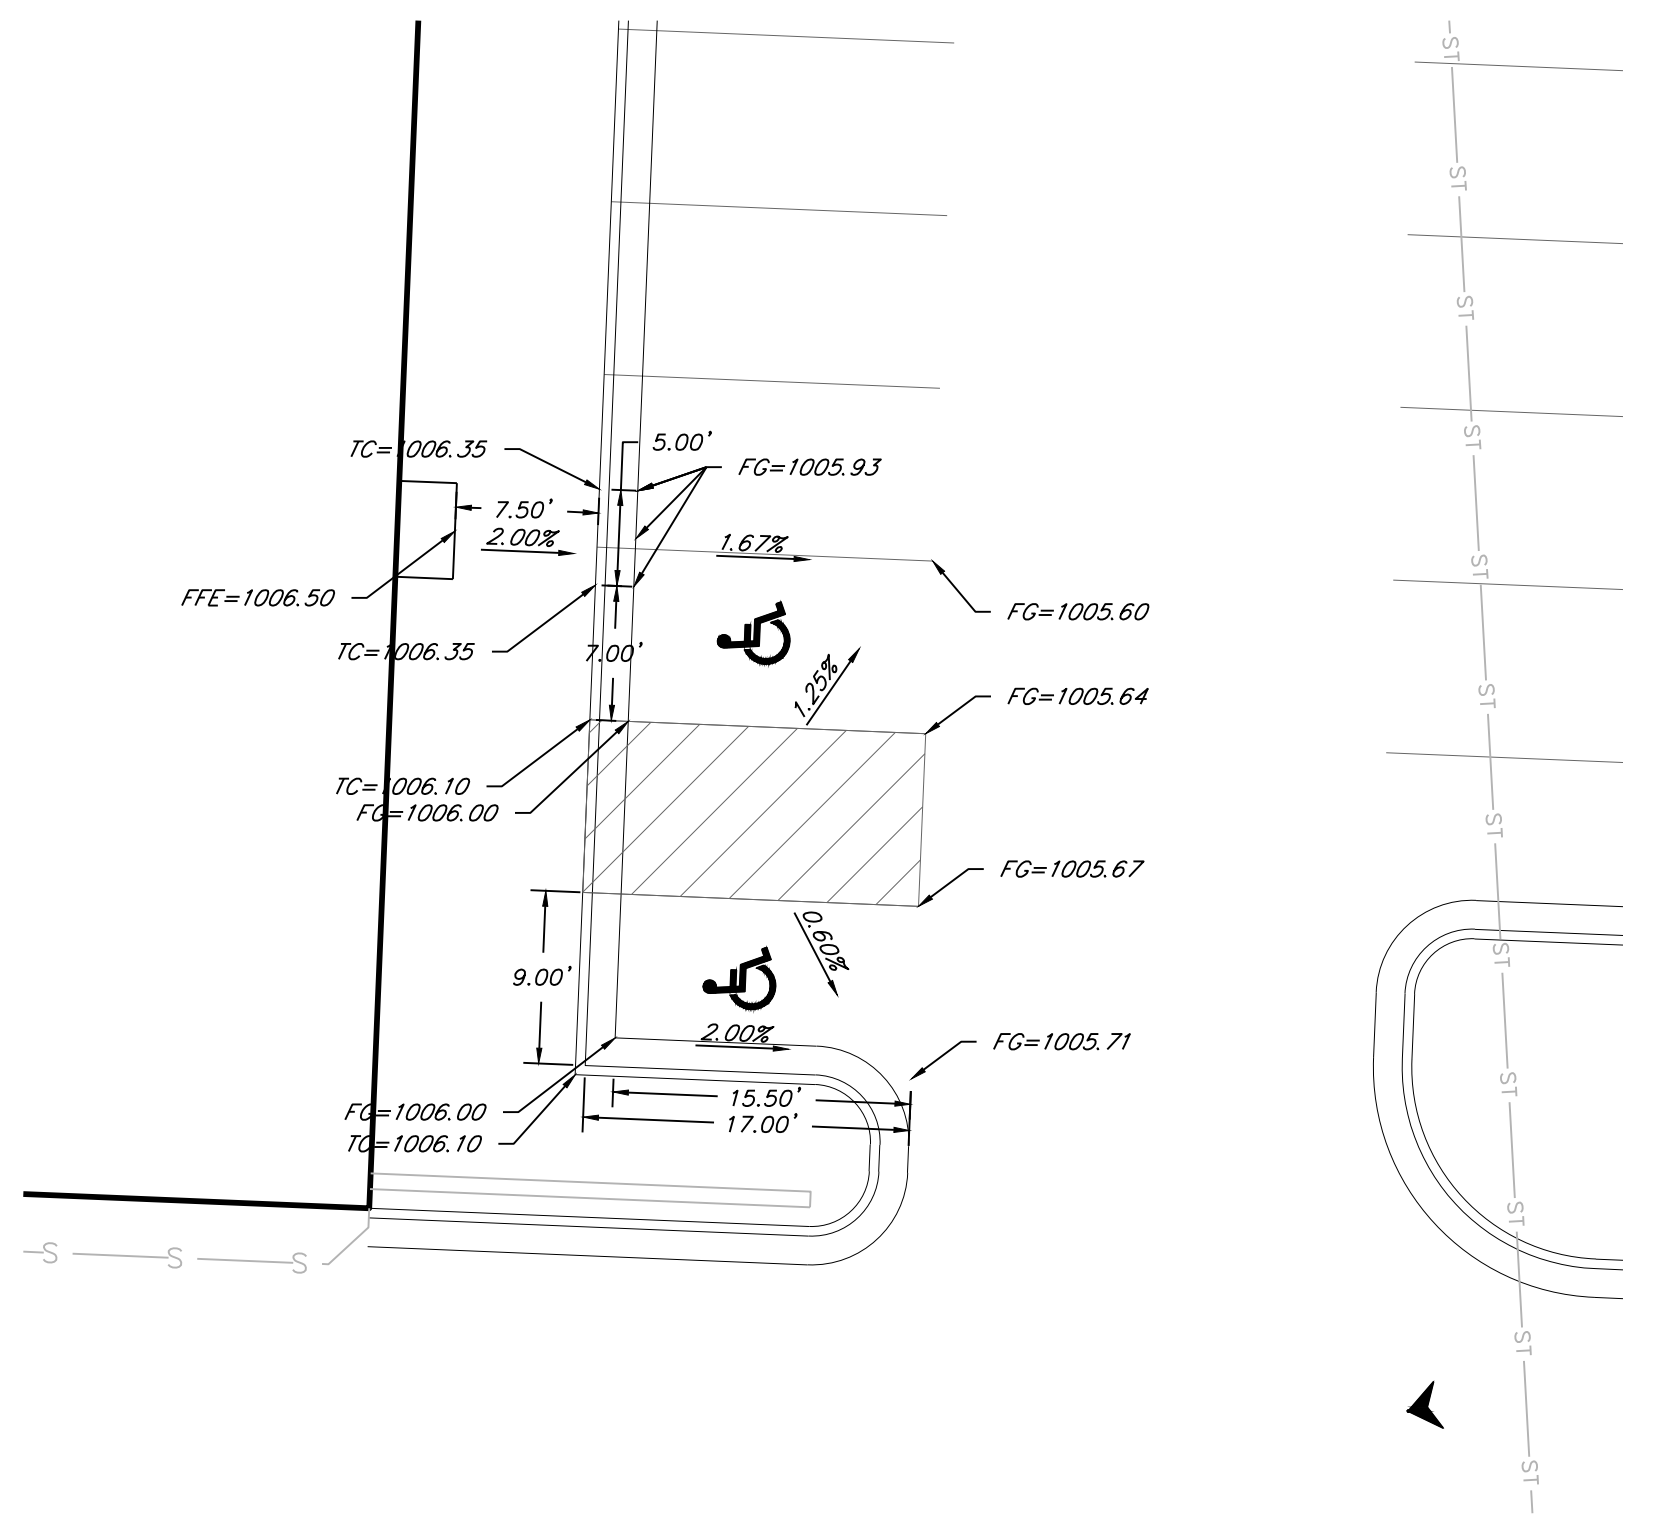 ST
TC=1006.35
5.00'
FG=1005.93
7.50'
2.00%
1.67%
FFE=1006.50
FG=1005.60
TC=1006.35
7.00'
1.25%
FG=1005.64
TC=1006.10
FG=1006.00
FG=1005.67
9.00'
0.60%
2.00%
FG=1005.71
15.50'
17.00'
FG=1006.00
TC=1006.10
S
S
S
ST
ST
ST
ST
ST
ST
ST
ST
ST
ST
ST